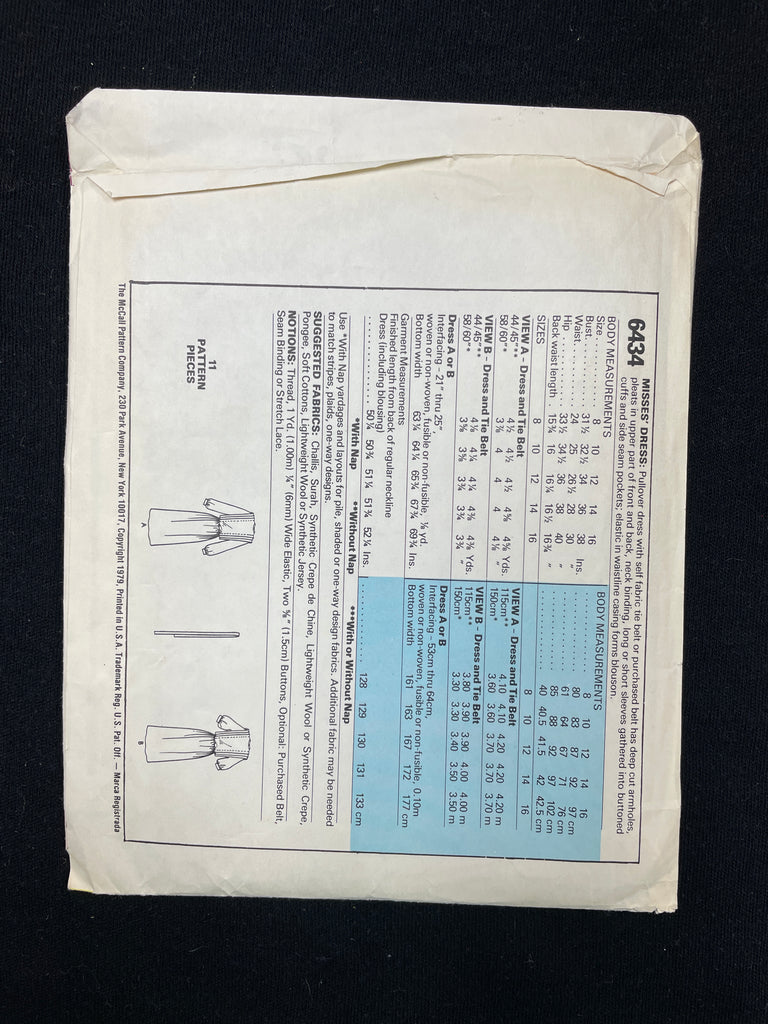 6434
MISSES' DRESS: Pullover dress with self fabric tie belt or purchased belt has deep cut armholes,
pleats in upper part of front and back, neck binding, long or short sleeves gathered into buttoned
cuffs and side seam pockets; elastic in waistline casing forms blouson.
BODY MEASUREMENTS
Size . . . . . . . . . . . . 8 10 12 14 16
Bust . . . . . . . . . . . . 31½ 32½ 34 36 38 Ins.
Waist . . . . . . . . . . . 24 25 26½ 28 30 "
Hip . . . . . . . . . . . . 33½ 34½ 36 38 40 "
Back waist length 15¾ 16 16¼ 16½ 16¾ "
SIZES 8 10 12 14 16
VIEW A – Dress and Tie Belt
44/45"** 4½ 4½ 4½ 4⅝ 4⅝ Yds.
58/60"** 3⅞ 4 4 4 4⅛ "
VIEW B – Dress and Tie Belt
44/45"** 4⅛ 4¼ 4¼ 4⅜ 4⅜ Yds.
58/60"** 3⅝ 3⅝ 3¾ 3¾ 3¾ "
Dress A or B
Interfacing – 21" thru 25",
woven or non-woven, fusible or non-fusible, ⅛ yd.
Bottom width 63¼ 64¼ 65¾ 67¾ 69¾ Ins.
Garment Measurements
Finished length from back of regular neckline
Dress (including blousing)
. . . . . . . . . . . . 50¼ 50¾ 51¼ 51¾ 52¼ Ins.
BODY MEASUREMENTS
. . . . . . . . . . . . 8 10 12 14 16
. . . . . . . . . . . . 80 83 87 92 97 cm
. . . . . . . . . . . . 61 64 67 71 76 cm
. . . . . . . . . . . . 85 88 92 97 102 cm
. . . . . . . . . . . . 40 40.5 41.5 42 42.5 cm
8 10 12 14 16
VIEW A – Dress and Tie Belt
115cm** 4.10 4.10 4.20 4.20 4.20 m
150cm* 3.60 3.60 3.70 3.70 3.70 m
VIEW B – Dress and Tie Belt
115cm** 3.80 3.90 3.90 4.00 4.00 m
150cm* 3.30 3.30 3.40 3.50 3.50 m
Dress A or B
Interfacing – 53cm thru 64cm,
woven or non-woven, fusible or non-fusible, 0.10m
Bottom width 161 163 167 172 177 cm
. . . . . . . . . . . . 128 129 130 131 133 cm
*With Nap **Without Nap ***With or Without Nap
Use *With Nap yardages and layouts for pile, shaded or one-way design fabrics. Additional fabric may be needed
to match stripes, plaids, one-way designs.
SUGGESTED FABRICS: Challis, Surah, Synthetic Crepe de Chine, Lightweight Wool or Synthetic Crepe,
Pongee, Soft Cottons, Lightweight Wool or Synthetic Jersey.
NOTIONS: Thread, 1 Yd. (1.00m) ¼" (6mm) Wide Elastic, Two ⅝" (1.5cm) Buttons, Optional: Purchased Belt,
Seam Binding or Stretch Lace.
11
PATTERN
PIECES
A
B
The McCall Pattern Company, 230 Park Avenue, New York 10017, Copyright 1979, Printed in U.S.A. Trademark Reg. U.S. Pat. Off. — Marca Registrada